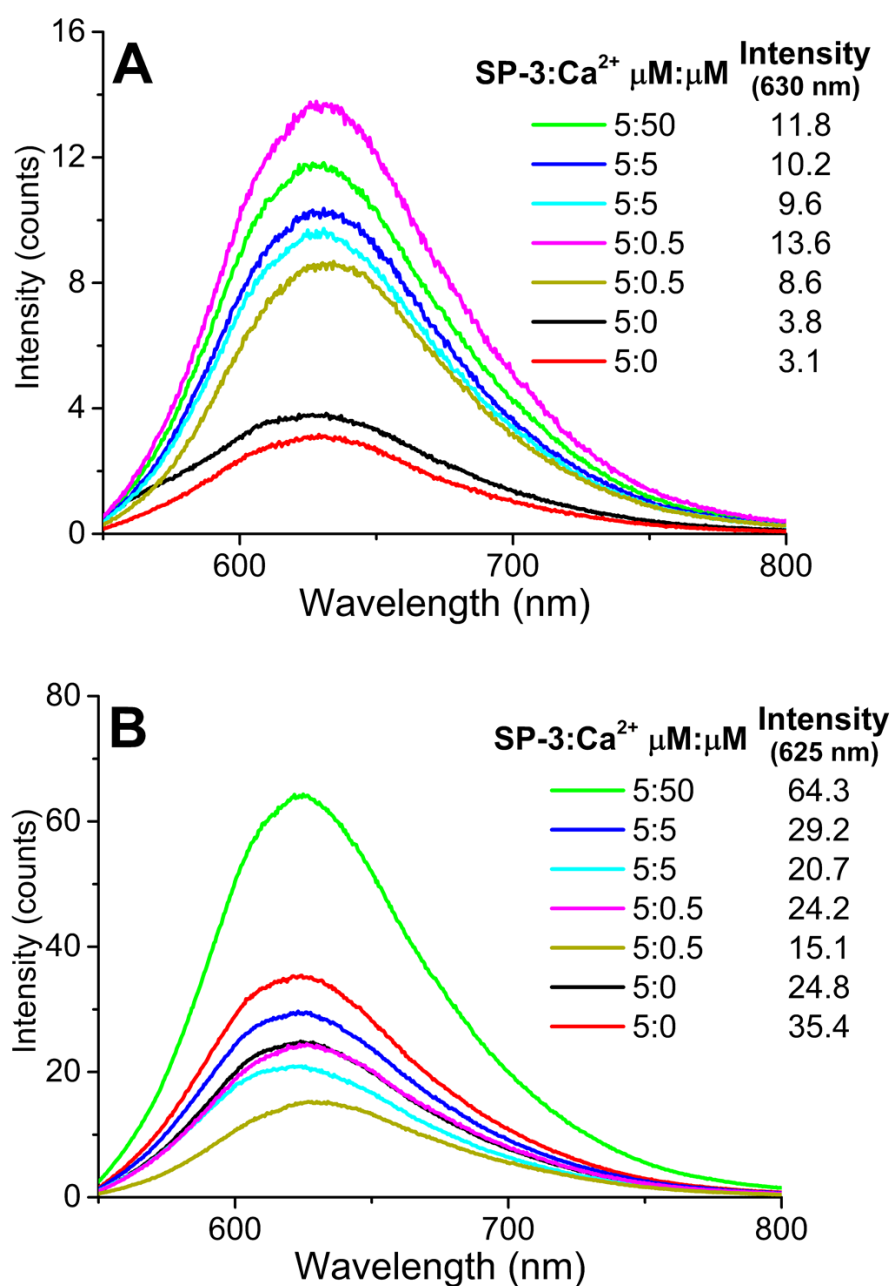 A
SP-3:Ca²⁺ μM:μM Intensity
(630 nm)
5:50 11.8
5:5 10.2
5:5 9.6
5:0.5 13.6
5:0.5 8.6
5:0 3.8
5:0 3.1
16
12
8
4
0
Intensity (counts)
600 700 800
Wavelength (nm)
B
SP-3:Ca²⁺ μM:μM Intensity
(625 nm)
5:50 64.3
5:5 29.2
5:5 20.7
5:0.5 24.2
5:0.5 15.1
5:0 24.8
5:0 35.4
80
60
40
20
0
Intensity (counts)
600 700 800
Wavelength (nm)